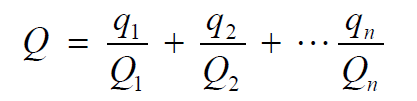 Q = q₁/Q₁ + q₂/Q₂ + ⋯ qₙ/Qₙ